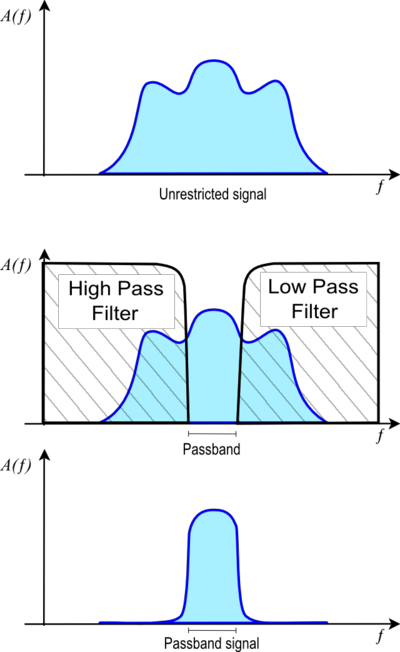 A(f)
f
Unrestricted signal
A(f)
High Pass
Filter
Low Pass
Filter
f
Passband
A(f)
f
Passband signal